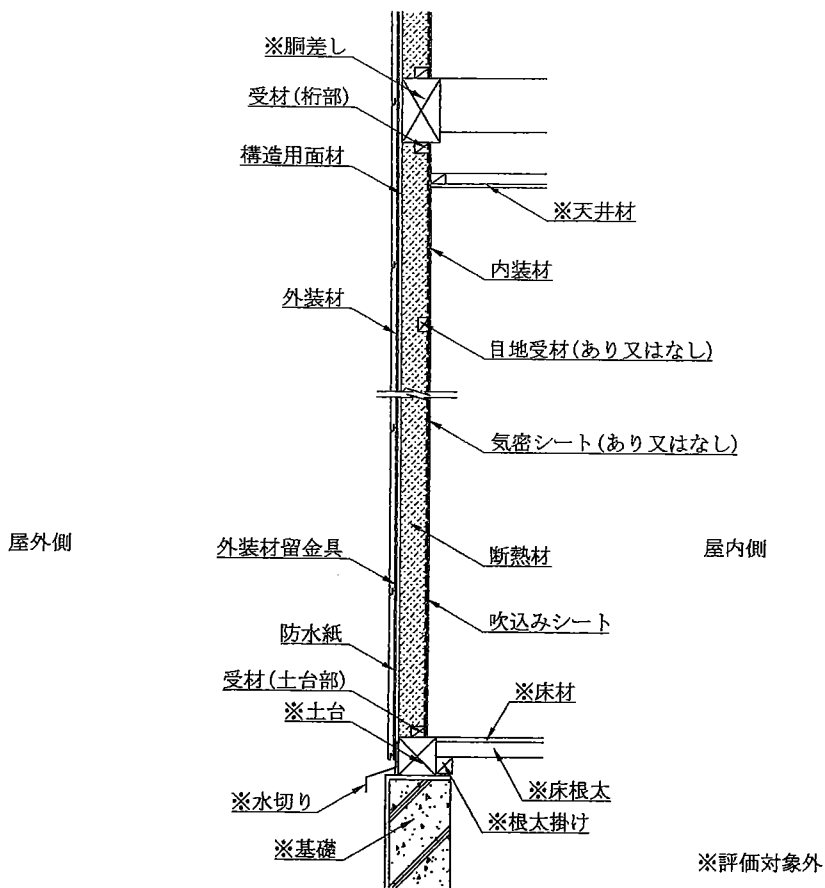 ※胴差し
受材(桁部)
構造用面材
※天井材
内装材
外装材
目地受材(あり又はなし)
気密シート(あり又はなし)
屋外側
外装材留金具
断熱材
屋内側
吹込みシート
防水紙
受材(土台部)
※床材
※土台
※水切り
※床根太
※根太掛け
※基礎
※評価対象外